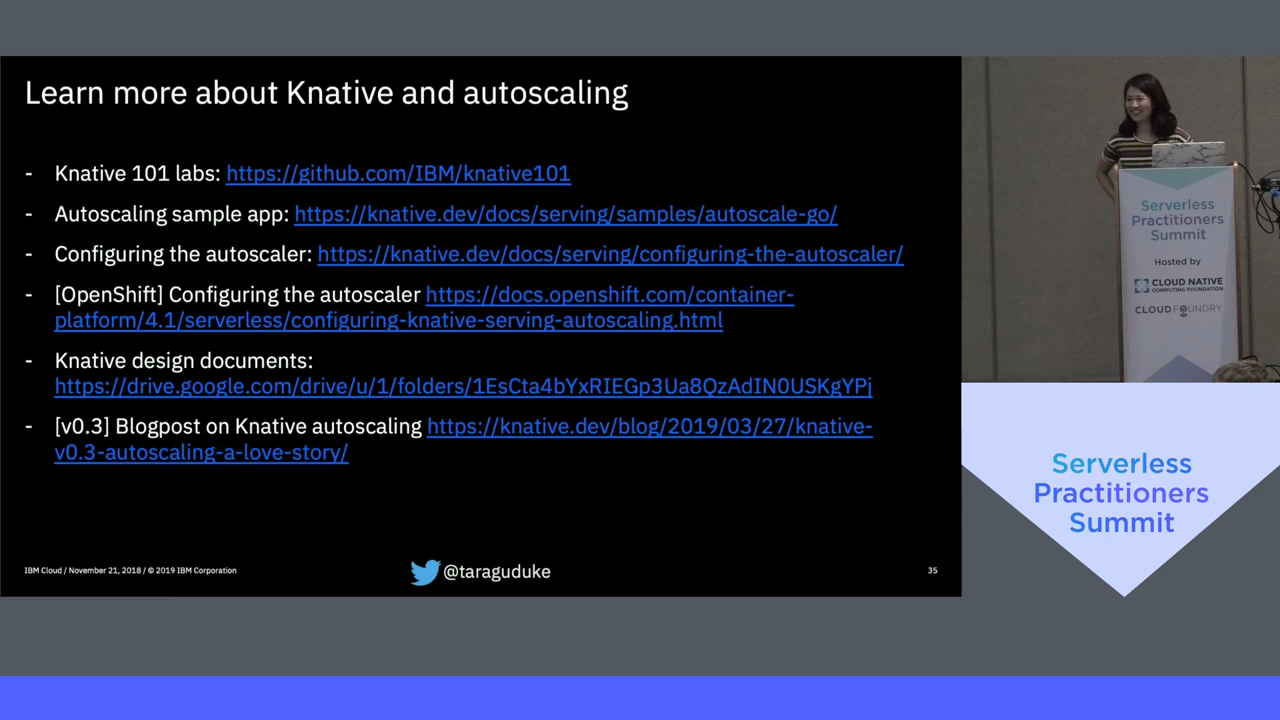 Learn more about Knative and autoscaling
- Knative 101 labs: https://github.com/IBM/knative101
- Autoscaling sample app: https://knative.dev/docs/serving/samples/autoscale-go/
- Configuring the autoscaler: https://knative.dev/docs/serving/configuring-the-autoscaler/
- [OpenShift] Configuring the autoscaler https://docs.openshift.com/container-
platform/4.1/serverless/configuring-knative-serving-autoscaling.html
- Knative design documents:
https://drive.google.com/drive/u/1/folders/1EsCta4bYxRIEGp3Ua8QzAdIN0USKgYPj
- [v0.3] Blogpost on Knative autoscaling https://knative.dev/blog/2019/03/27/knative-
v0.3-autoscaling-a-love-story/
IBM Cloud / November 21, 2018 / © 2019 IBM Corporation
@taraguduke
35
Serverless
Practitioners
Summit
Hosted by
CLOUD NATIVE
COMPUTING FOUNDATION
CLOUD FOUNDRY
Serverless
Practitioners
Summit